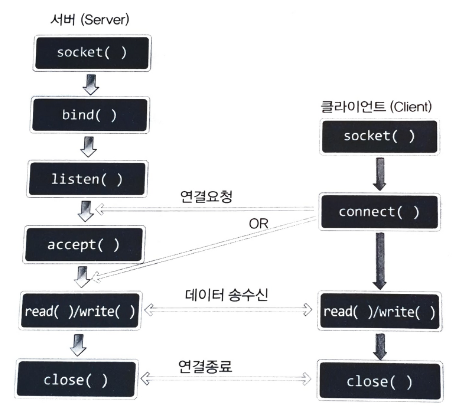 서버 (Server)
socket( )
bind( )
클라이언트 (Client)
socket( )
listen( )
연결요청
connect( )
OR
accept( )
데이터 송수신
read( )/write( )
read( )/write( )
연결종료
close( )
close( )